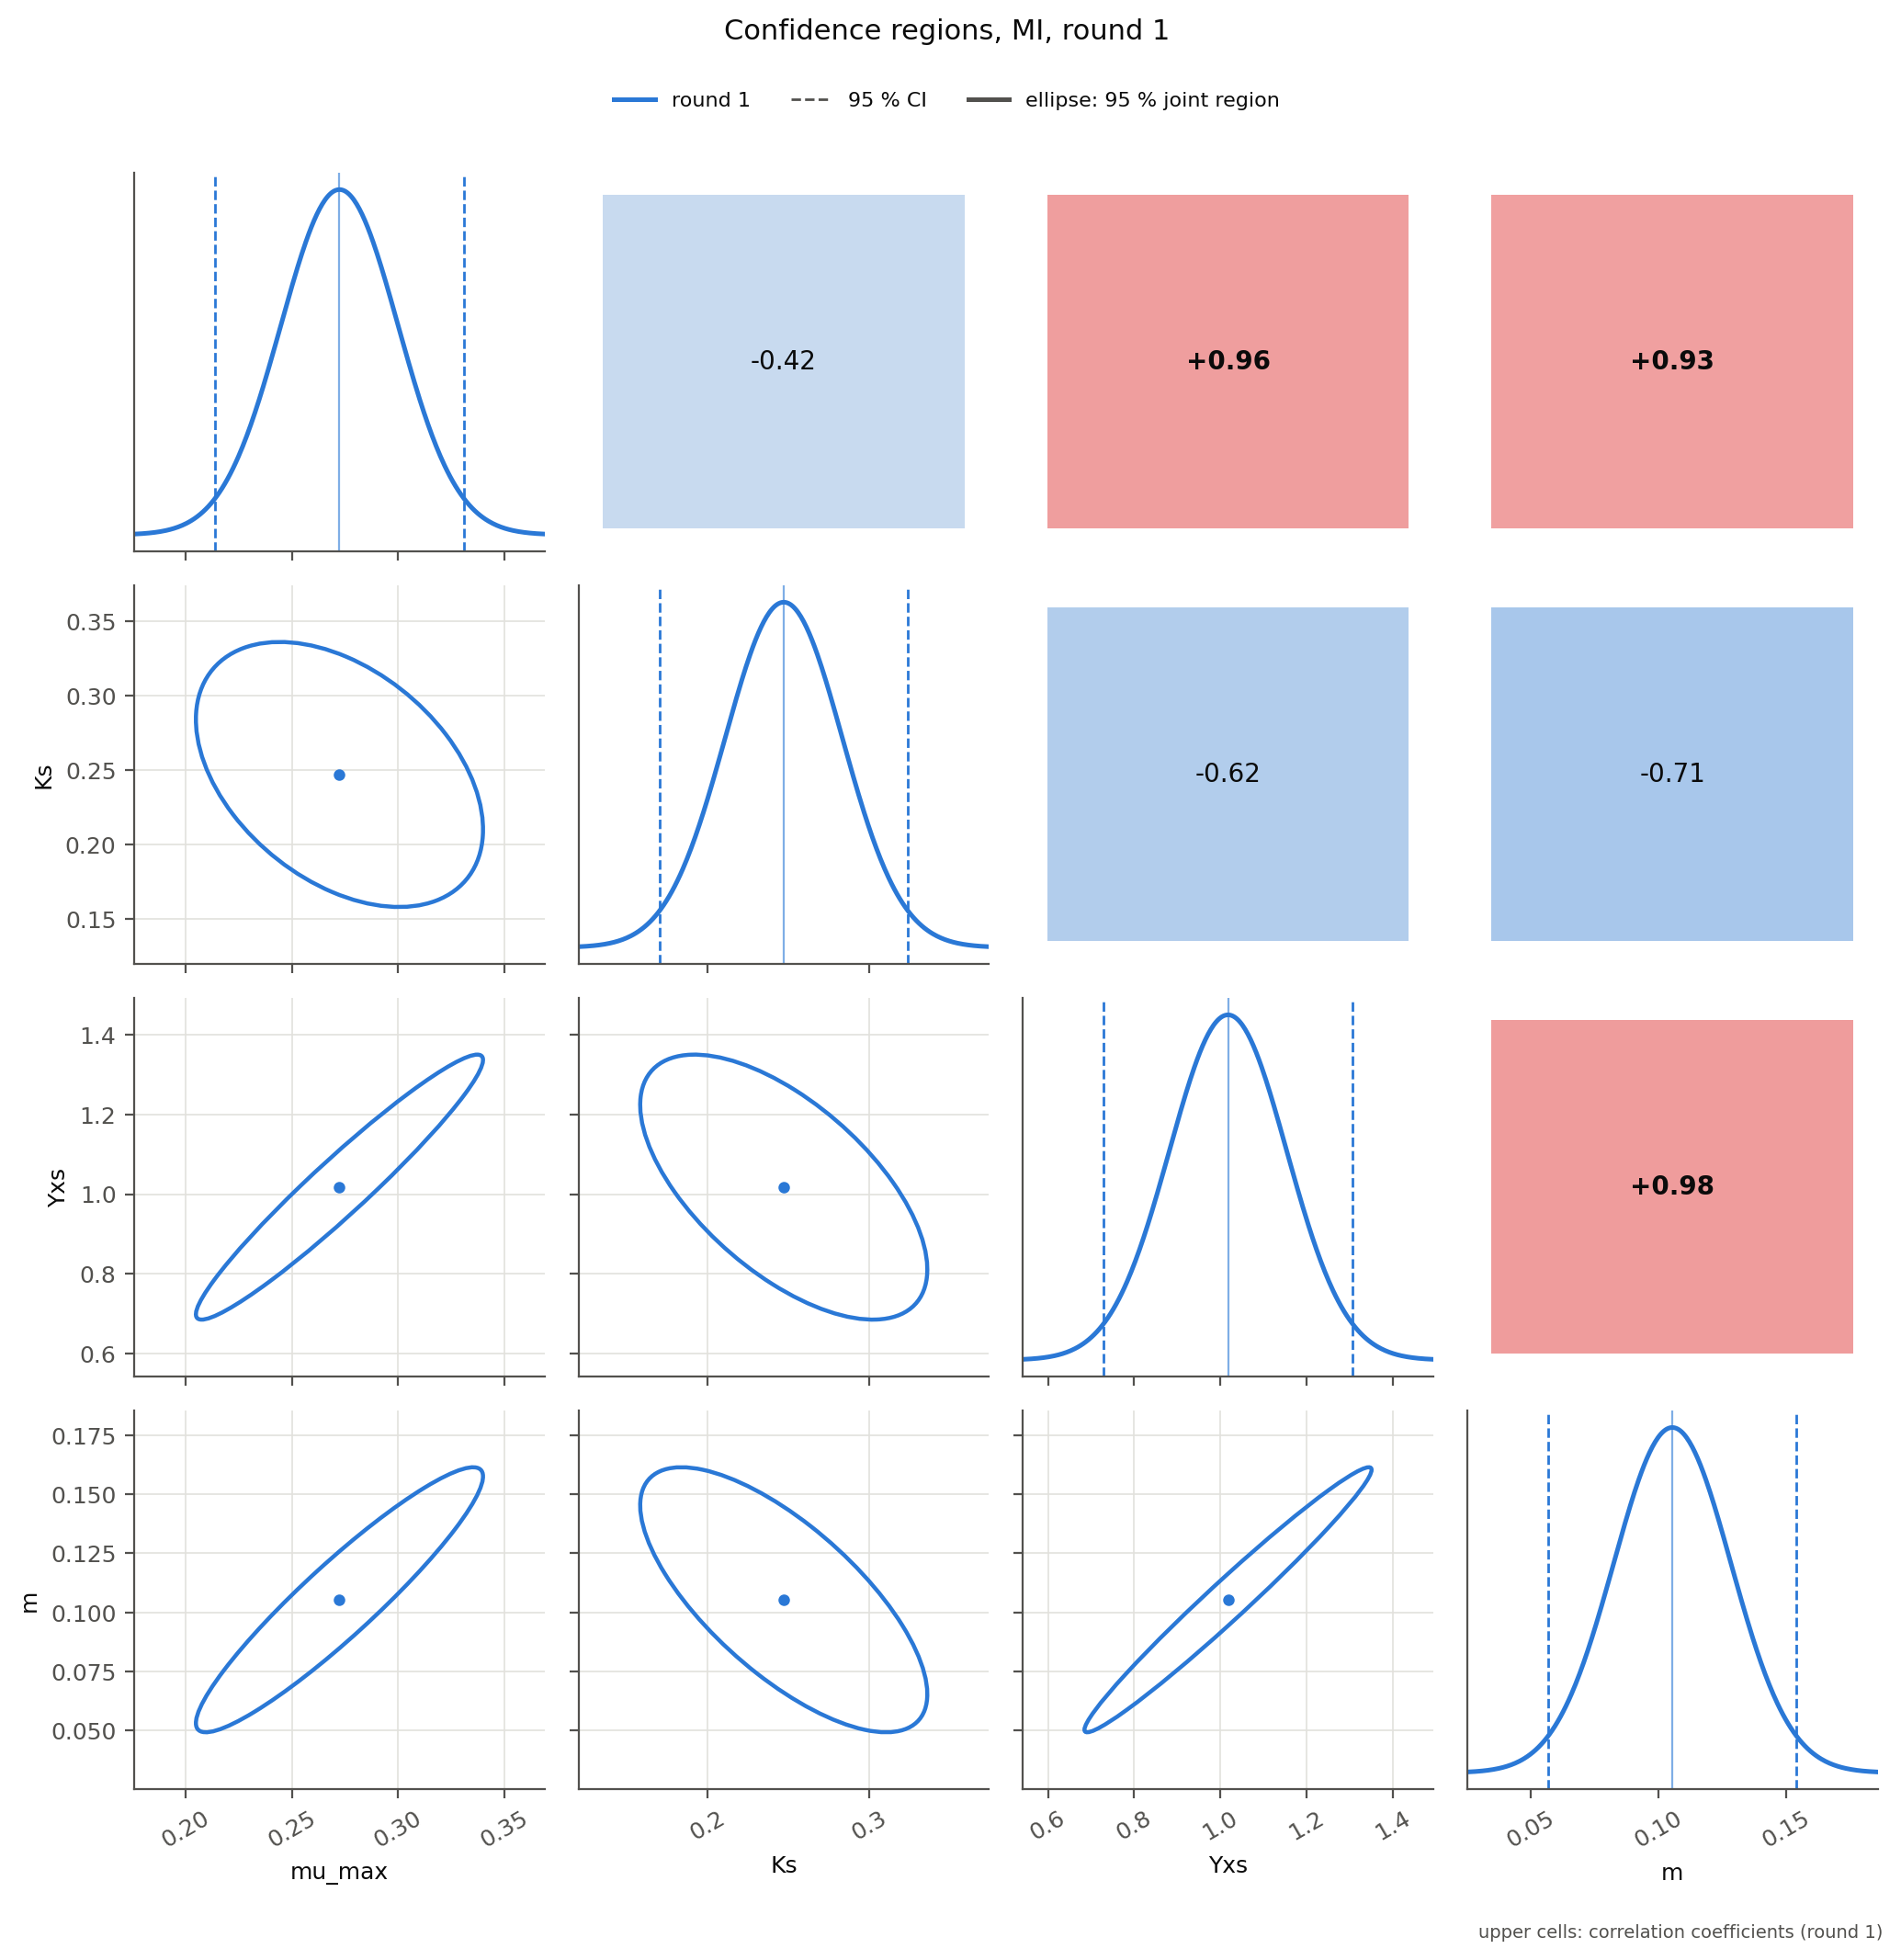 Confidence regions, MI, round 1
round 1 95 % CI ellipse: 95 % joint region
-0.42 +0.96 +0.93
Ks
0.35
0.30
0.25
0.20
0.15
-0.62 -0.71
Yxs
1.4
1.2
1.0
0.8
0.6
+0.98
m
0.175
0.150
0.125
0.100
0.075
0.050
0.20 0.25 0.30 0.35 0.2 0.3 0.6 0.8 1.0 1.2 1.4 0.05 0.10 0.15
mu_max Ks Yxs m
upper cells: correlation coefficients (round 1)